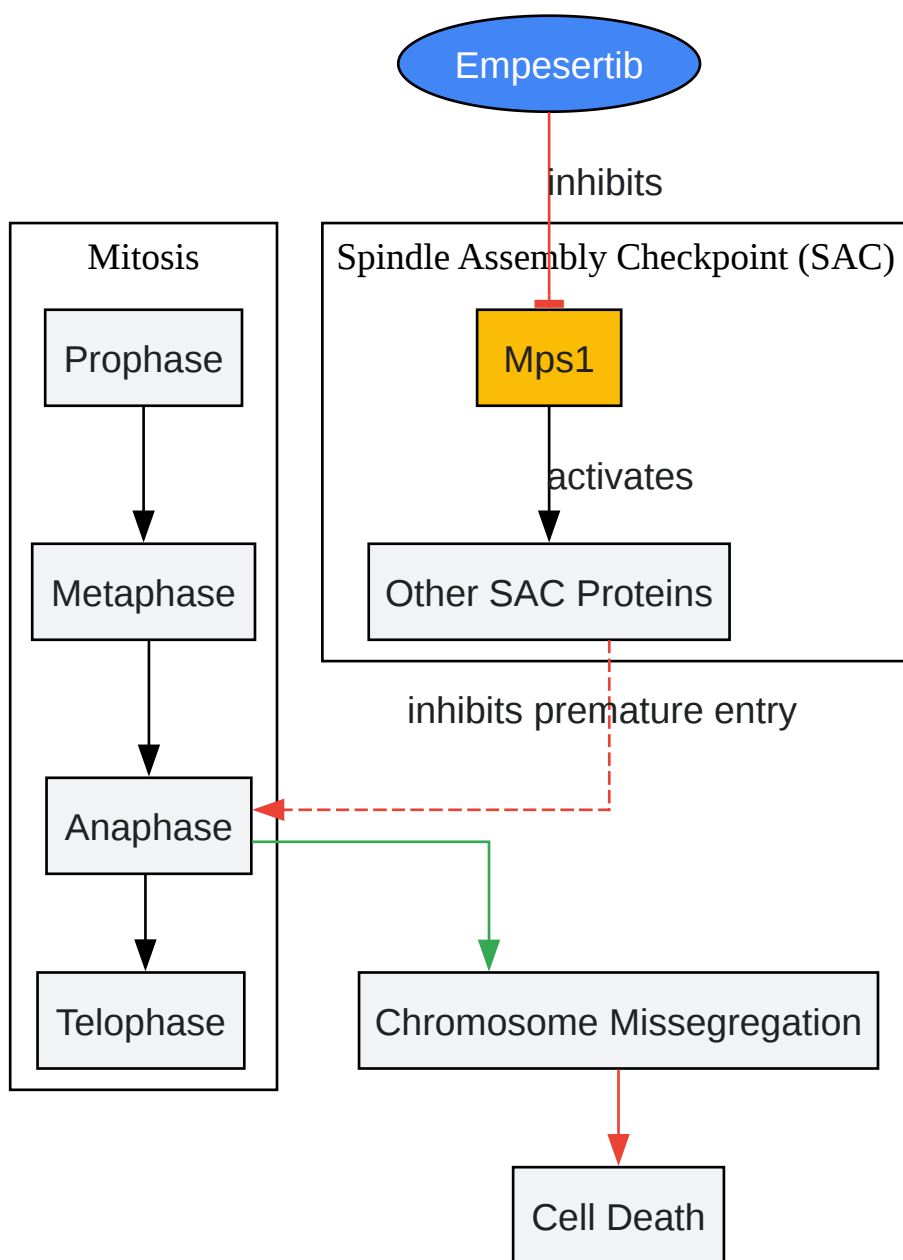 Empesertib
inhibits
Mitosis
Spindle Assembly Checkpoint (SAC)
Prophase
Mps1
activates
Metaphase
Other SAC Proteins
inhibits premature entry
Anaphase
Telophase
Chromosome Missegregation
Cell Death